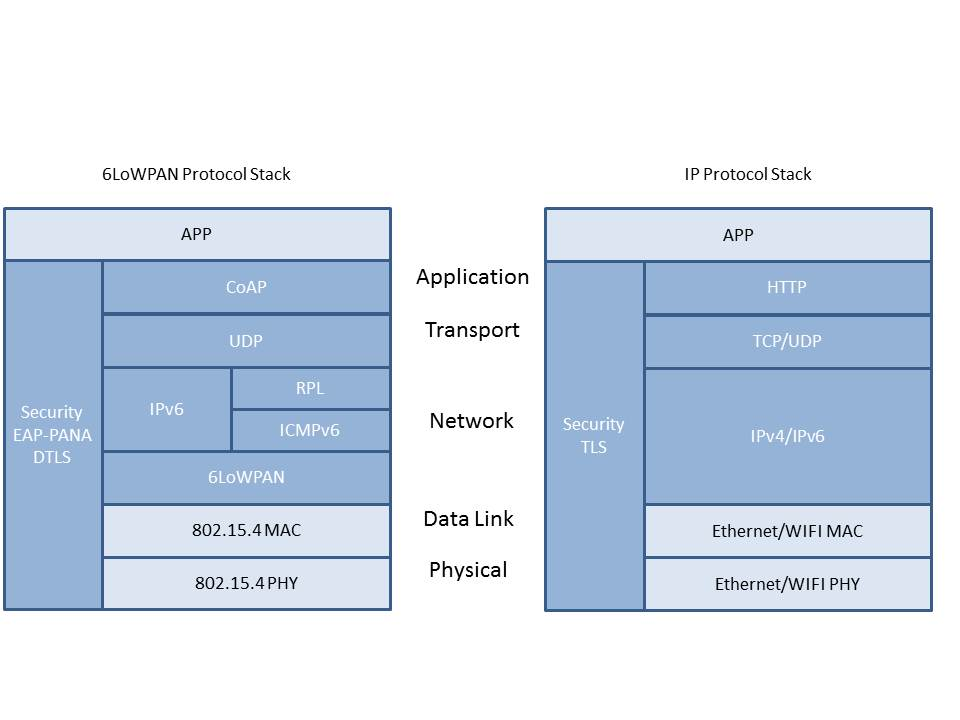 6LoWPAN Protocol Stack
APP
CoAP
UDP
IPv6
RPL
ICMPv6
6LoWPAN
802.15.4 MAC
802.15.4 PHY
Security
EAP-PANA
DTLS
Application
Transport
Network
Data Link
Physical
IP Protocol Stack
APP
HTTP
TCP/UDP
IPv4/IPv6
Ethernet/WIFI MAC
Ethernet/WIFI PHY
Security
TLS